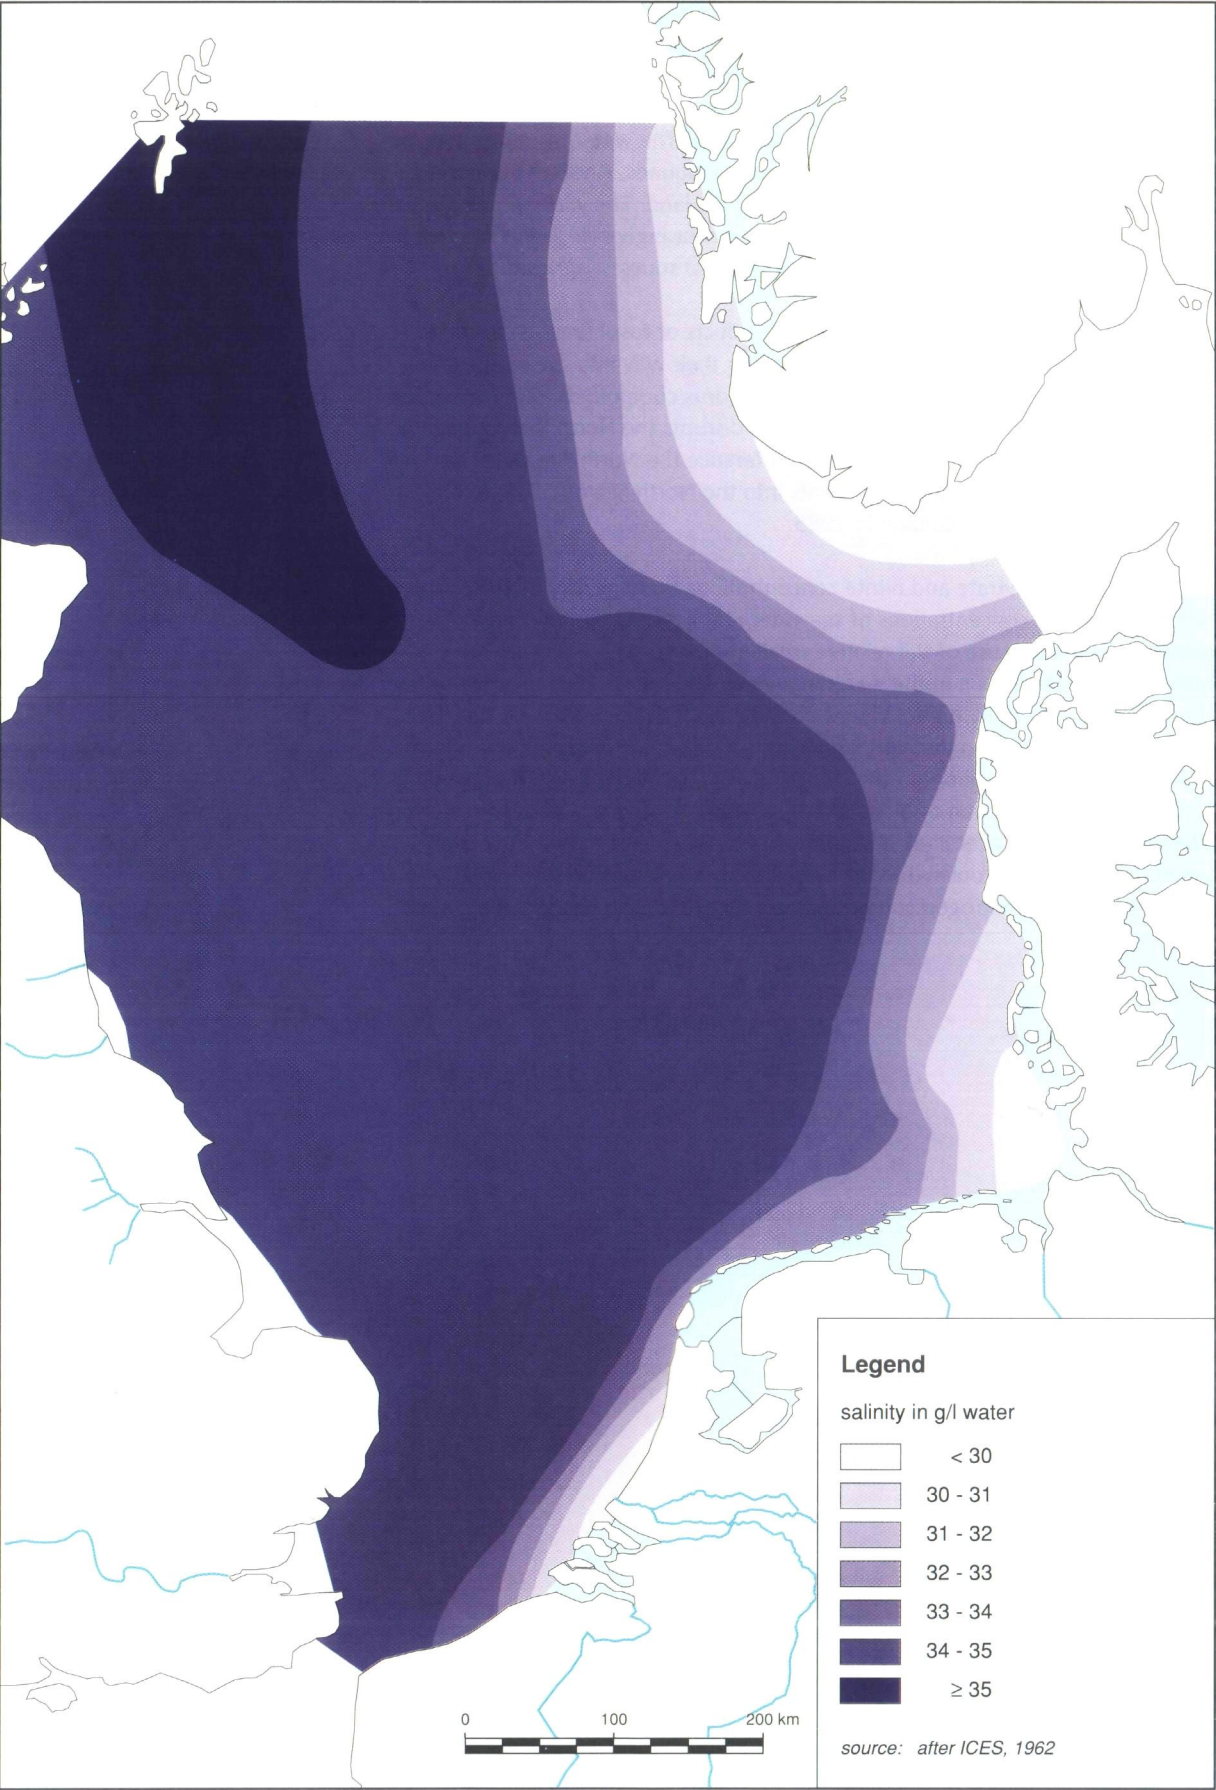 Legend
salinity in g/l water
< 30
30 - 31
31 - 32
32 - 33
33 - 34
34 - 35
≥ 35
0 100 200 km
source: after ICES, 1962